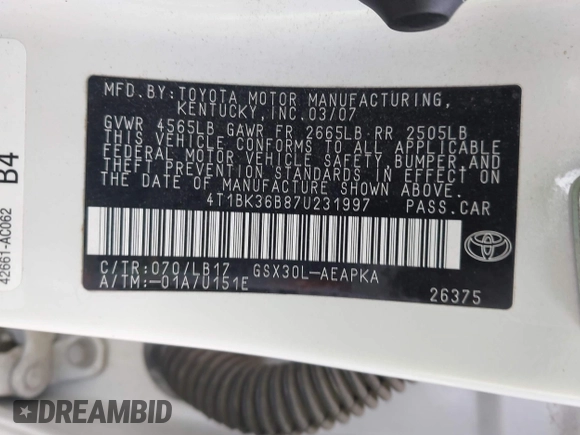 MFD.BY:TOYOTA MOTOR MANUFACTURING,
KENTUCKY,INC.03/07
GVWR 4565LB GAWR FR 2665LB RR 2505LB
THIS VEHICLE CONFORMS TO ALL APPLICABLE
FEDERAL MOTOR VEHICLE SAFETY, BUMPER,AND
THEFT PREVENTION STANDARDS IN EFFECT ON
THE DATE OF MANUFACTURE SHOWN ABOVE.
4T1BK36B87U231997 PASS.CAR
C/TR:070/LB17 GSX30L-AEAPKA
A/TM:-01A/U151E
26375
42661-AC062 B4
DREAMBID